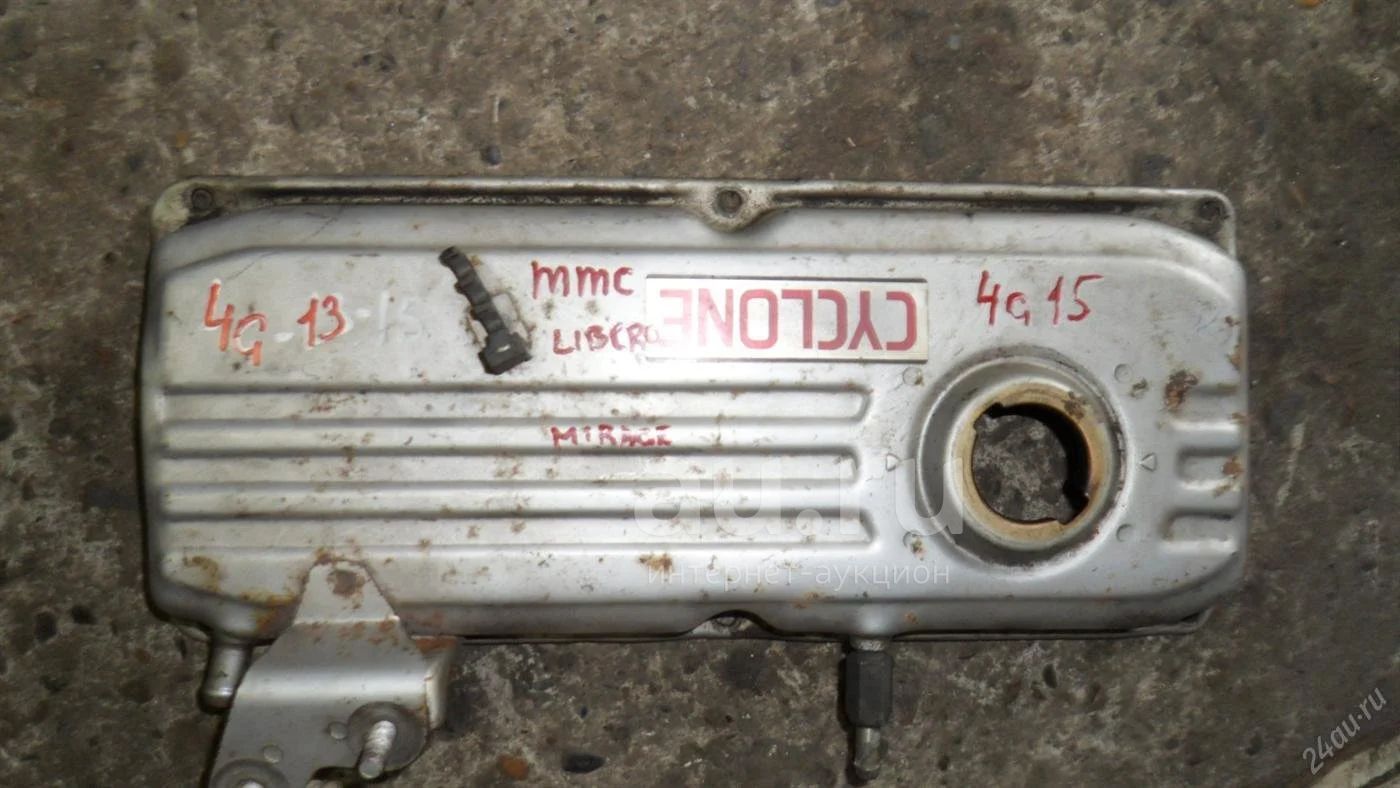 4G 13-15
MMC
LIBERO
CYCLONE
4G15
MIRAGE
au.ru
интернет-аукцион
24au.ru